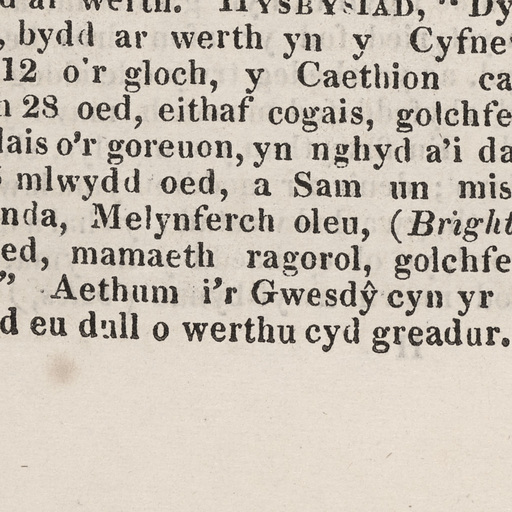 ar werth. HYSBYSIAD, "Dy
, bydd ar werth yn y Cyfne
12 o'r gloch, y Caethion ca
28 oed, eithaf cogais, golchfe
lais o'r goreuon, yn nghyd a'i da
mlwydd oed, a Sam un mis
nda, Melynferch oleu, (Bright
ed, mamaeth ragorol, golchfe
" Aethum i'r Gwesdŷ cyn yr
d eu dull o werthu cyd greadur.